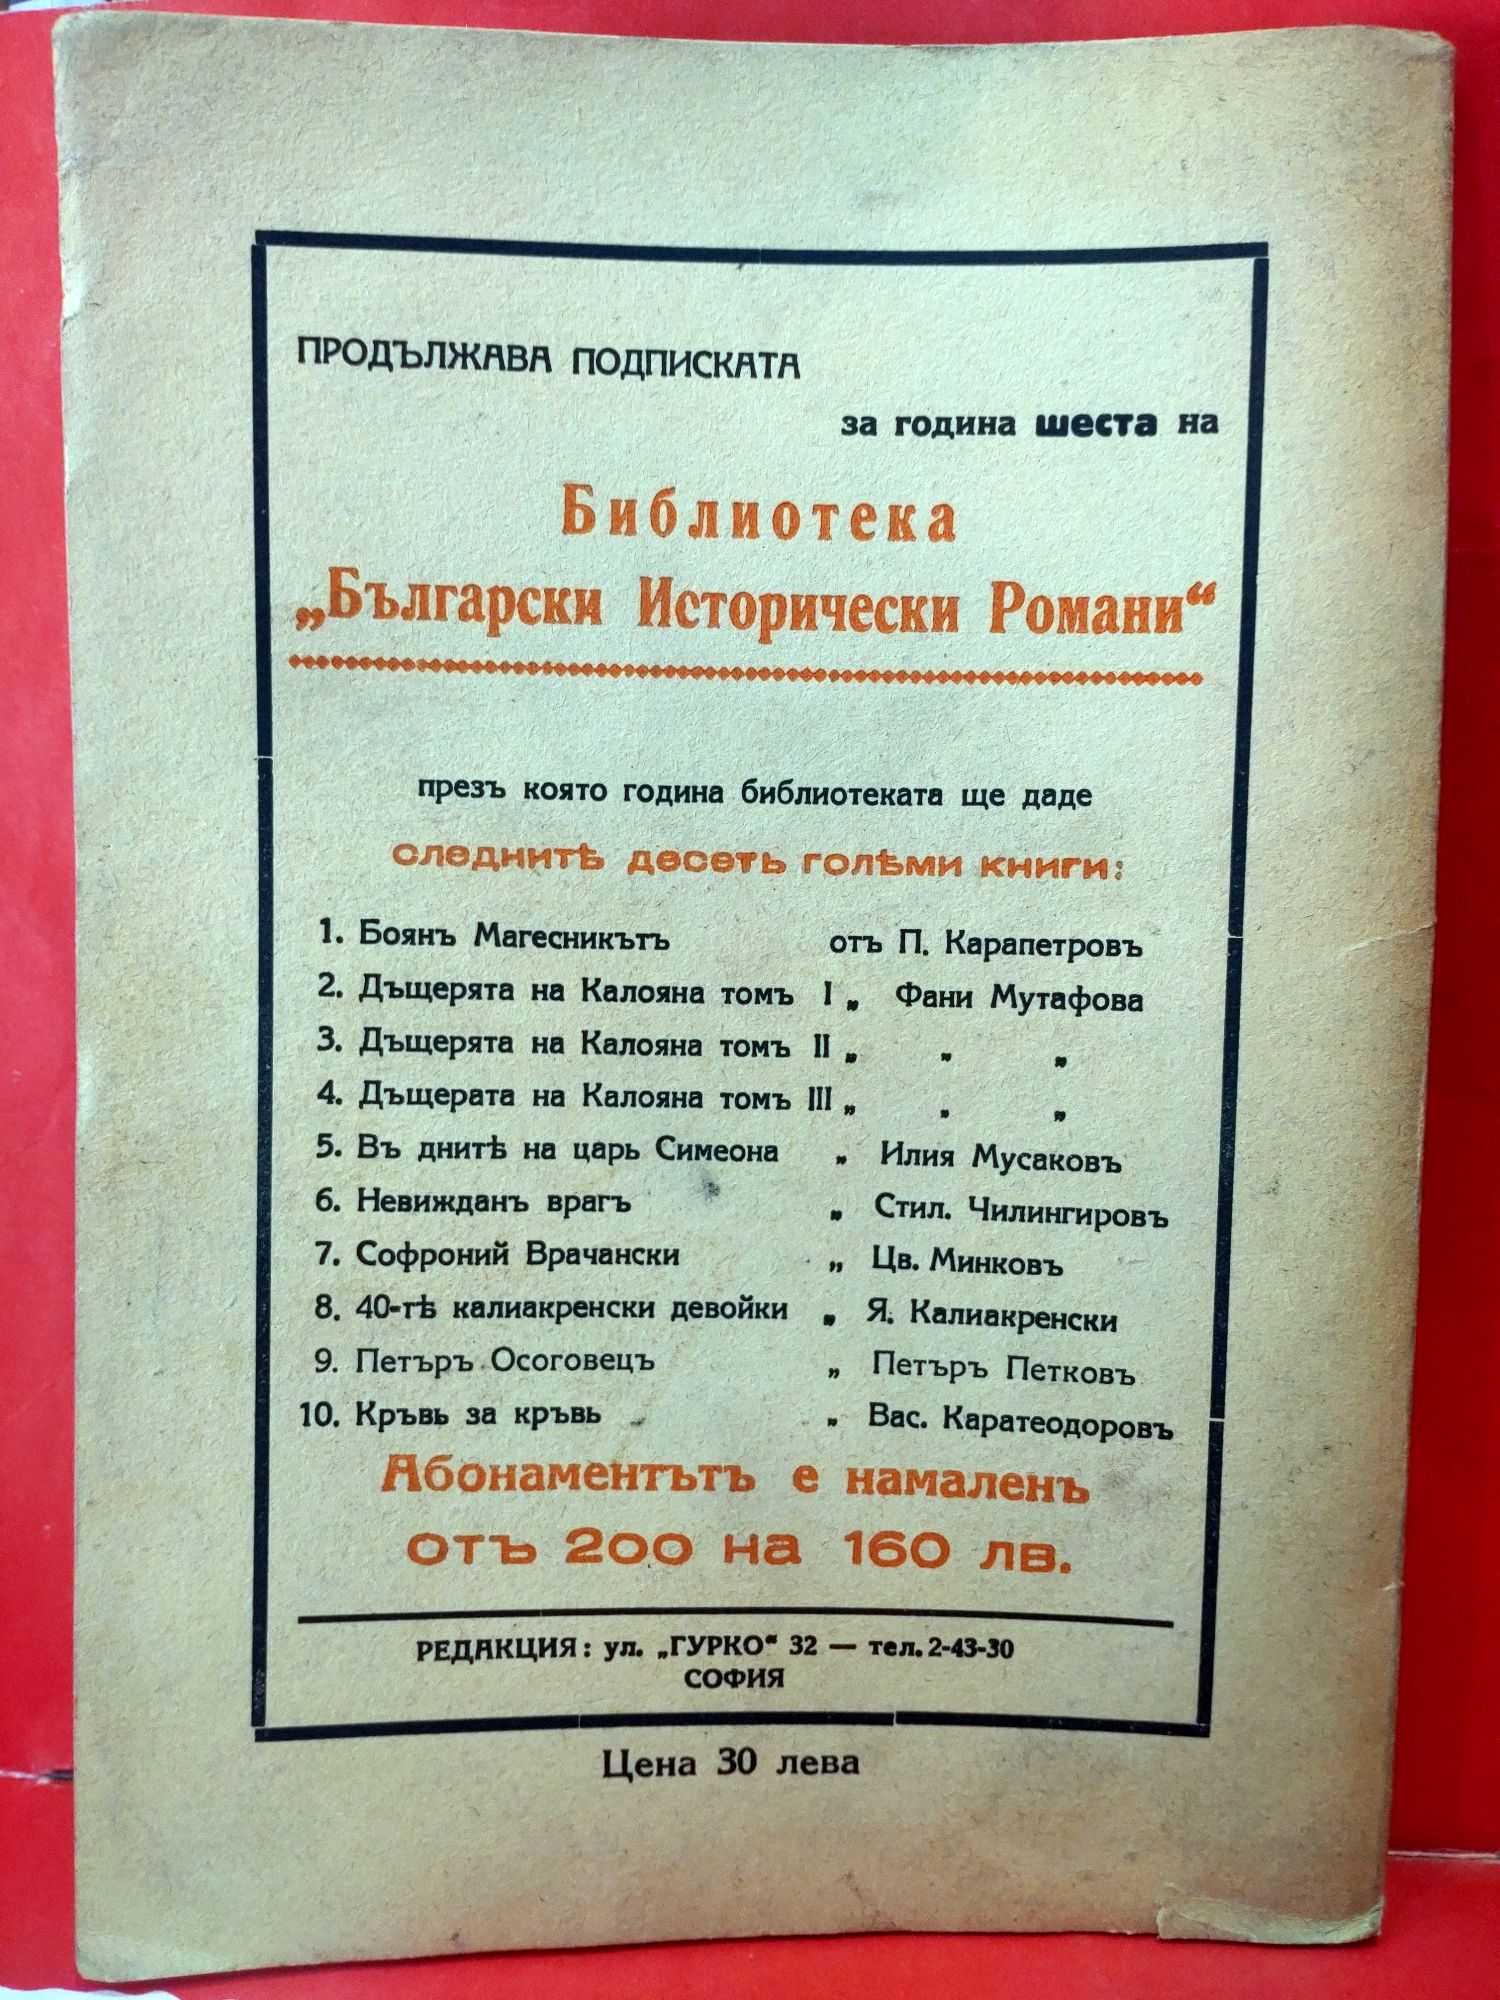 ПРОДЪЛЖАВА ПОДПИСКАТА
за година шеста на
Библиотека
„Български Исторически Романи“
презъ която година библиотеката ще даде
следнитѣ десеть голѣми книги:
1. Боянъ Магесникътъ отъ П. Карапетровъ
2. Дъщерята на Калояна томъ I „ Фани Мутафова
3. Дъщерята на Калояна томъ II „ „ „
4. Дъщерата на Калояна томъ III „ „ „
5. Въ днитѣ на царь Симеона „ Илия Мусаковъ
6. Невижданъ врагъ „ Стил. Чилингировъ
7. Софроний Врачански „ Цв. Минковъ
8. 40-тѣ калиакренски девойки „ Я. Калиакренски
9. Петъръ Осоговецъ „ Петъръ Петковъ
10. Кръвь за кръвь „ Вас. Каратеодоровъ
Абонаментътъ е намаленъ
отъ 200 на 160 лв.
РЕДАКЦИЯ: ул. „ГУРКО“ 32 — тел. 2-43-30
СОФИЯ
Цена 30 лева